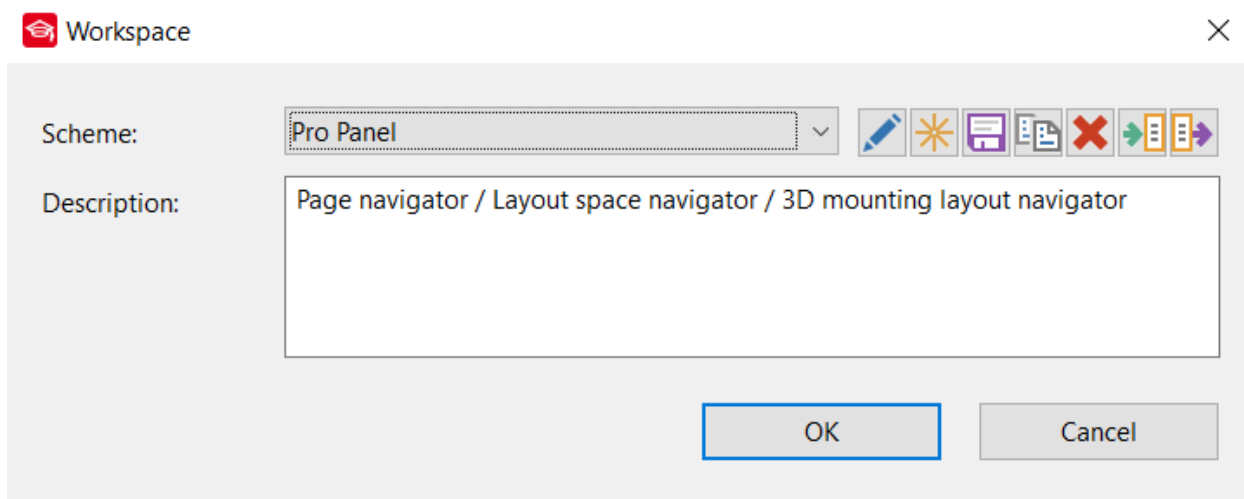 Workspace
Scheme:
Pro Panel
Description:
Page navigator / Layout space navigator / 3D mounting layout navigator
OK
Cancel